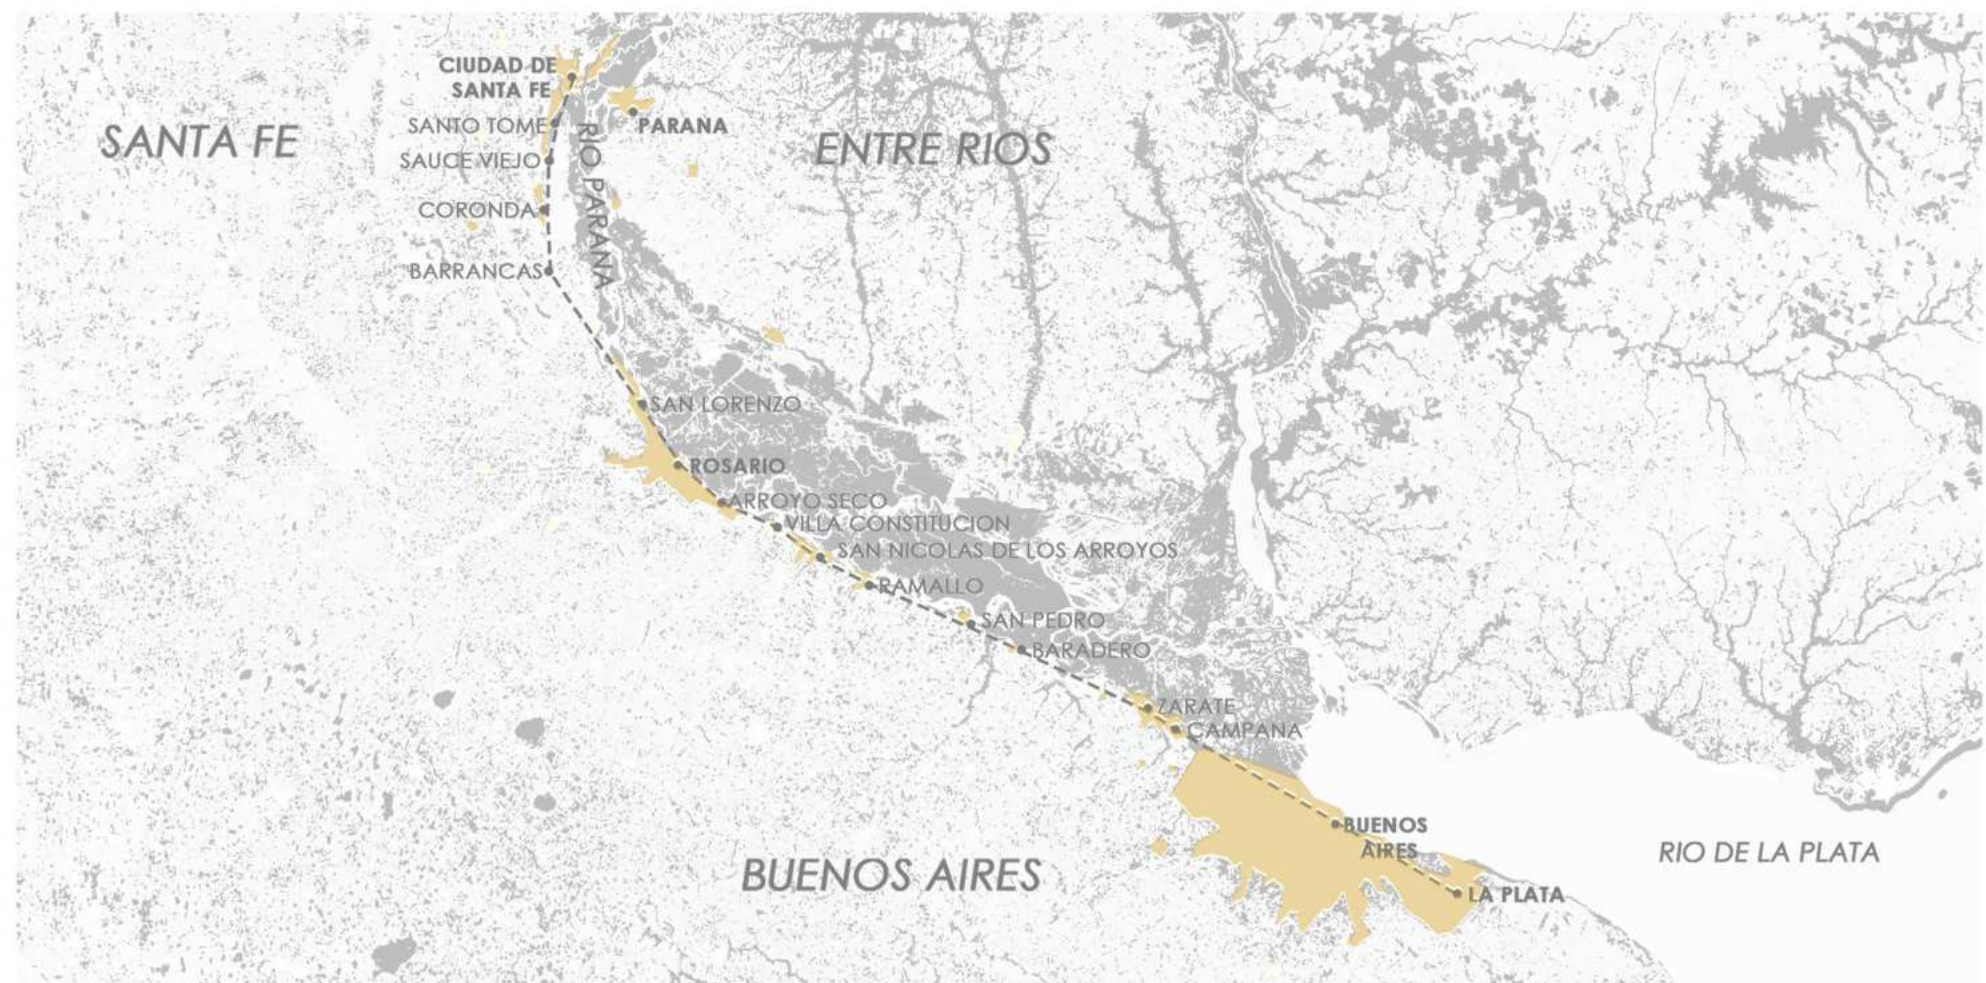 CIUDAD DE
SANTA FE
SANTO TOME
PARANA
SANTA FE
ENTRE RIOS
SAUCE VIEJO
RIO PARANA
CORONDA
BARRANCAS
SAN LORENZO
ROSARIO
ARROYO SECO
VILLA CONSTITUCION
SAN NICOLAS DE LOS ARROYOS
RAMALLO
SAN PEDRO
BARADERO
ZARATE
CAMPANA
BUENOS
AIRES
RIO DE LA PLATA
BUENOS AIRES
LA PLATA